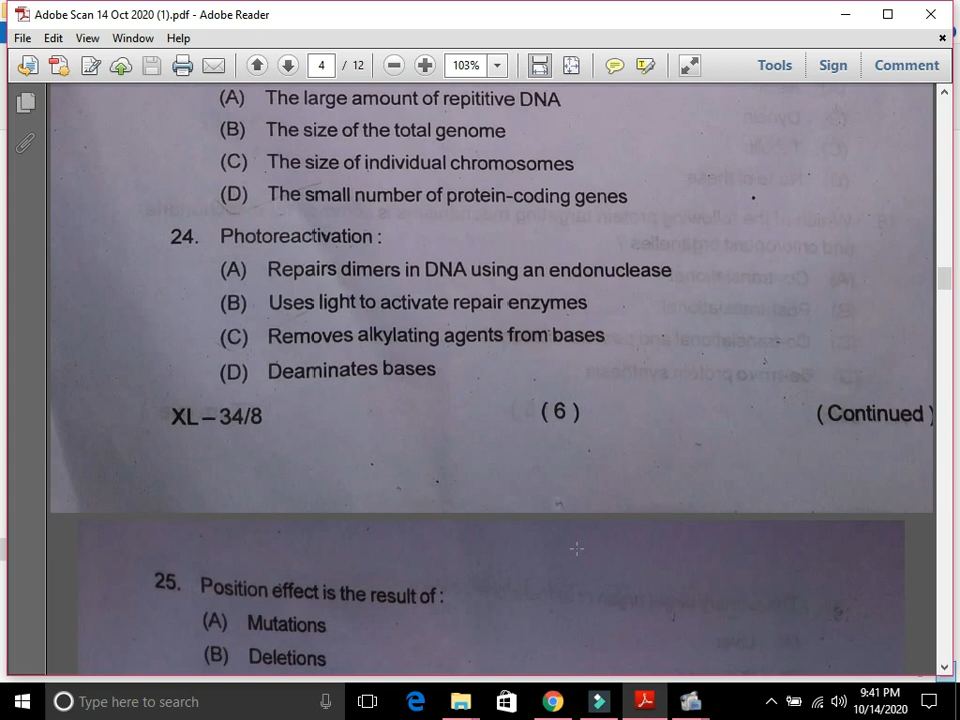 Adobe Scan 14 Oct 2020 (1).pdf - Adobe Reader
File Edit View Window Help
4 / 12 103% Tools Sign Comment
(A) The large amount of repititive DNA
(B) The size of the total genome
(C) The size of individual chromosomes
(D) The small number of protein-coding genes
24. Photoreactivation :
(A) Repairs dimers in DNA using an endonuclease
(B) Uses light to activate repair enzymes
(C) Removes alkylating agents from bases
(D) Deaminates bases
XL – 34/8 ( 6 ) ( Continued )
25. Position effect is the result of :
(A) Mutations
(B) Deletions
Type here to search
9:41 PM
10/14/2020